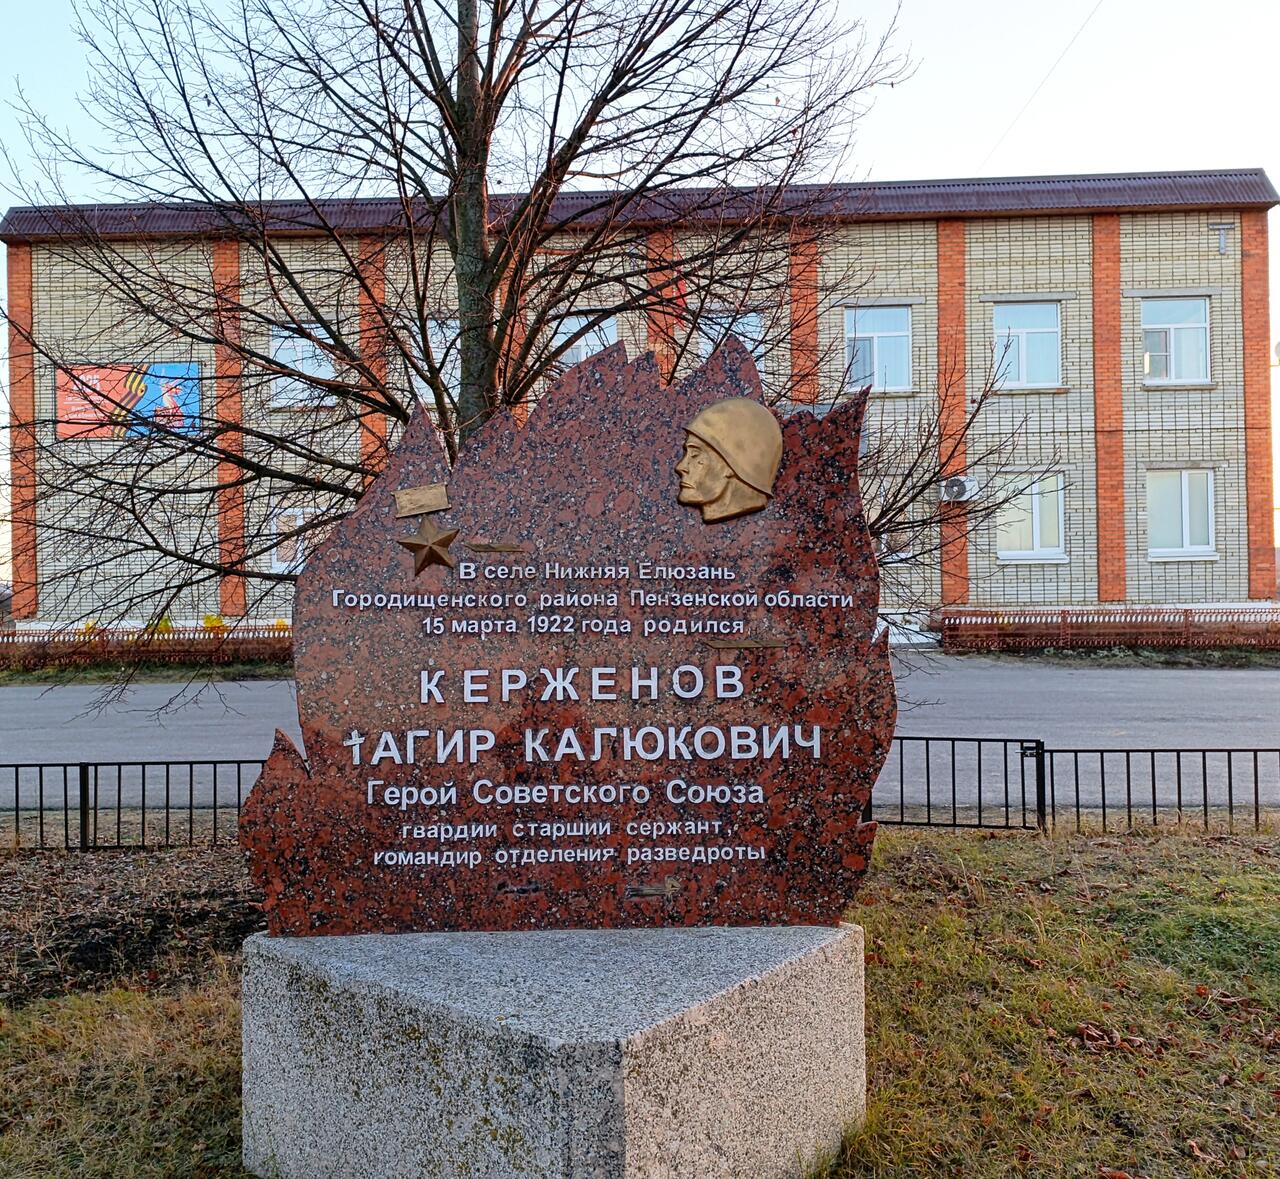 В селе Нижняя Елюзань
Городищенского района Пензенской области
15 марта 1922 года родился
КЕРЖЕНОВ
ТАГИР КАЛЮКОВИЧ
Герой Советского Союза
гвардии старшии сержант,
командир отделения разведроты